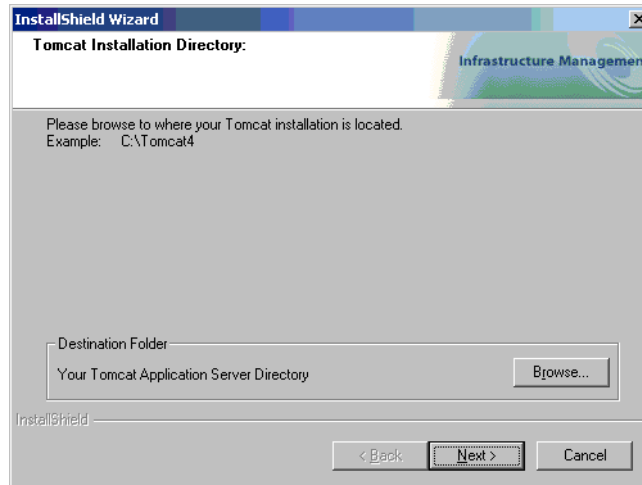 InstallShield Wizard
Tomcat Installation Directory:
Infrastructure Managemen
Please browse to where your Tomcat installation is located.
Example: C:\Tomcat4
Destination Folder
Your Tomcat Application Server Directory
Browse...
InstallShield
< Back
Next >
Cancel